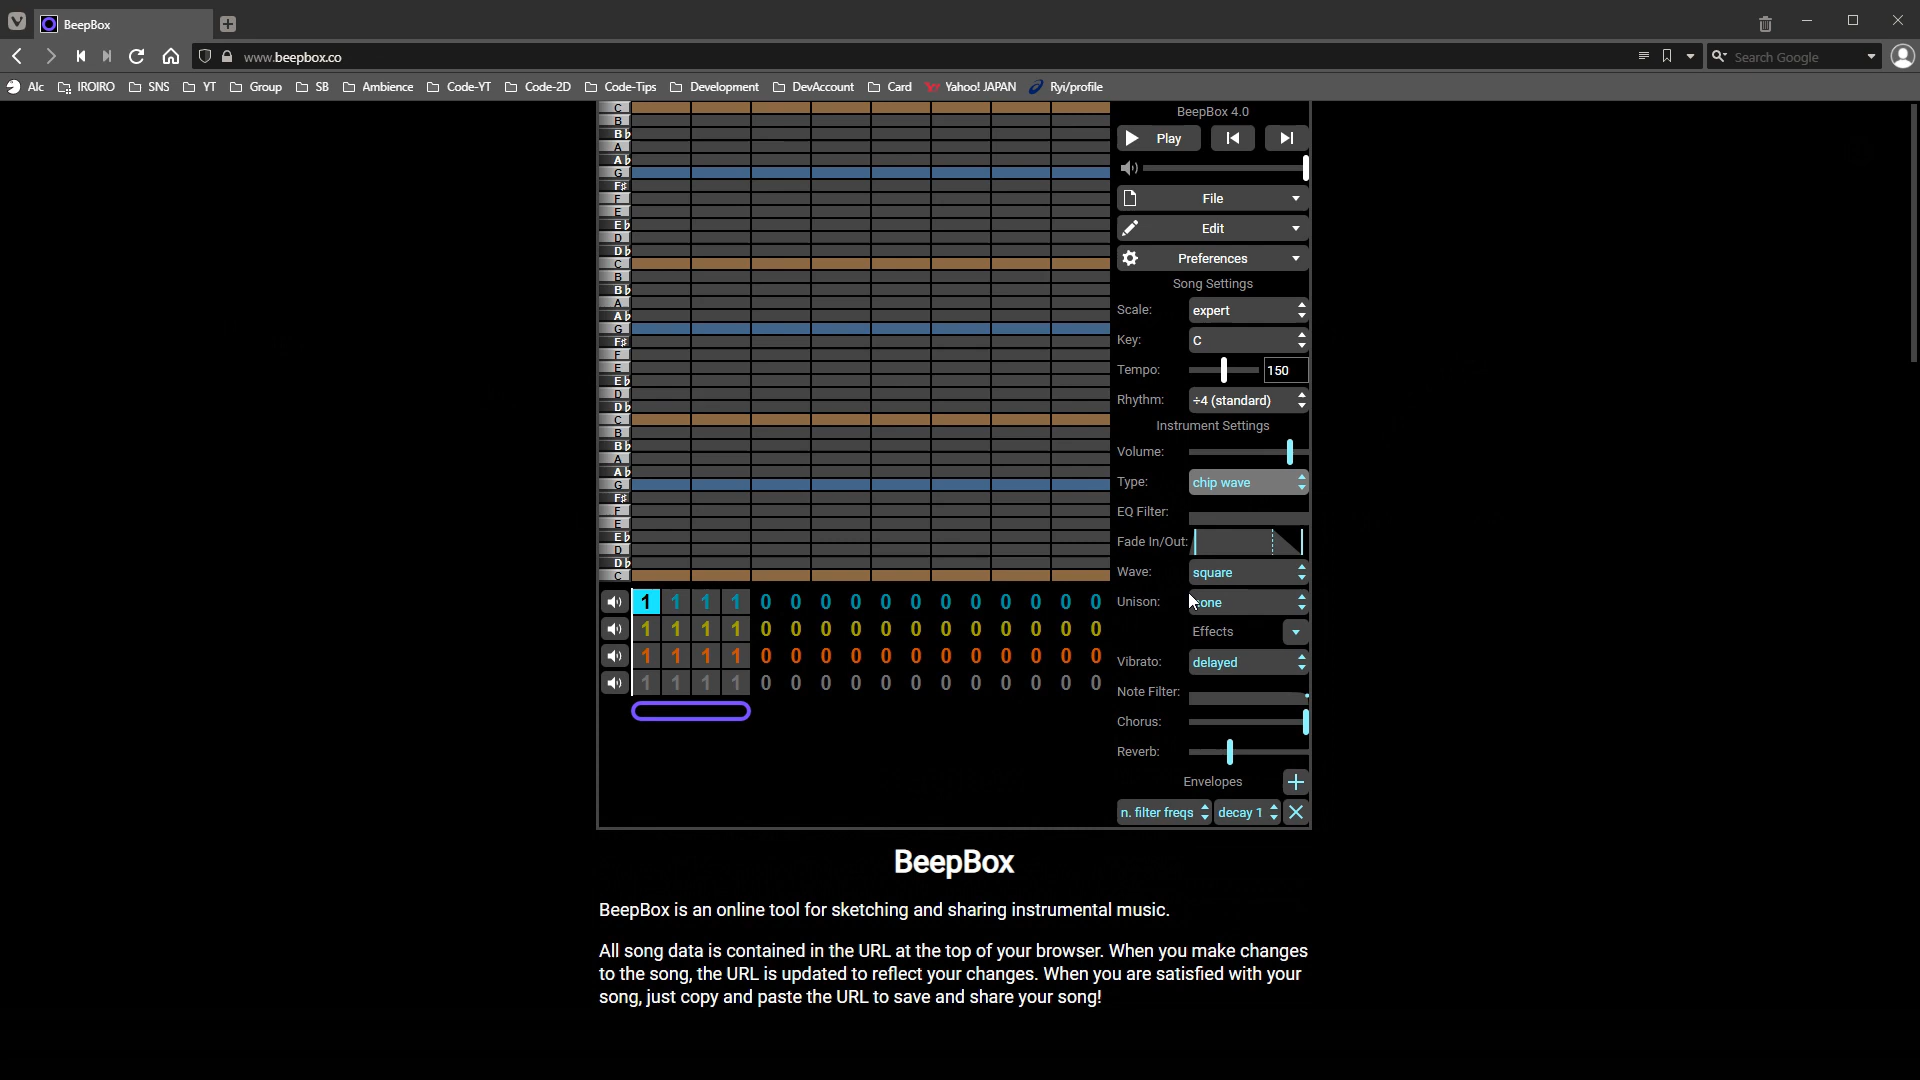 BeepBox
www.beepbox.co
Search Google
Alc IROIRO SNS YT Group SB Ambience Code-YT Code-2D Code-Tips Development DevAccount Card Yahoo! JAPAN Ryi/profile
C
B
B♭
A
A♭
G
F♯
F
E
E♭
D
D♭
C
B
B♭
A
A♭
G
F♯
F
E
E♭
D
D♭
C
B
B♭
A
A♭
G
F♯
F
E
E♭
D
D♭
C
1 1 1 1 0 0 0 0 0 0 0 0 0 0 0 0
1 1 1 1 0 0 0 0 0 0 0 0 0 0 0 0
1 1 1 1 0 0 0 0 0 0 0 0 0 0 0 0
1 1 1 1 0 0 0 0 0 0 0 0 0 0 0 0
BeepBox 4.0
Play
File
Edit
Preferences
Song Settings
Scale: expert
Key: C
Tempo: 150
Rhythm: ÷4 (standard)
Instrument Settings
Volume:
Type: chip wave
EQ Filter:
Fade In/Out:
Wave: square
Unison:
Effects
Vibrato: delayed
Note Filter:
Chorus:
Reverb:
Envelopes
n. filter freqs decay 1
BeepBox
BeepBox is an online tool for sketching and sharing instrumental music.
All song data is contained in the URL at the top of your browser. When you make changes
to the song, the URL is updated to reflect your changes. When you are satisfied with your
song, just copy and paste the URL to save and share your song!